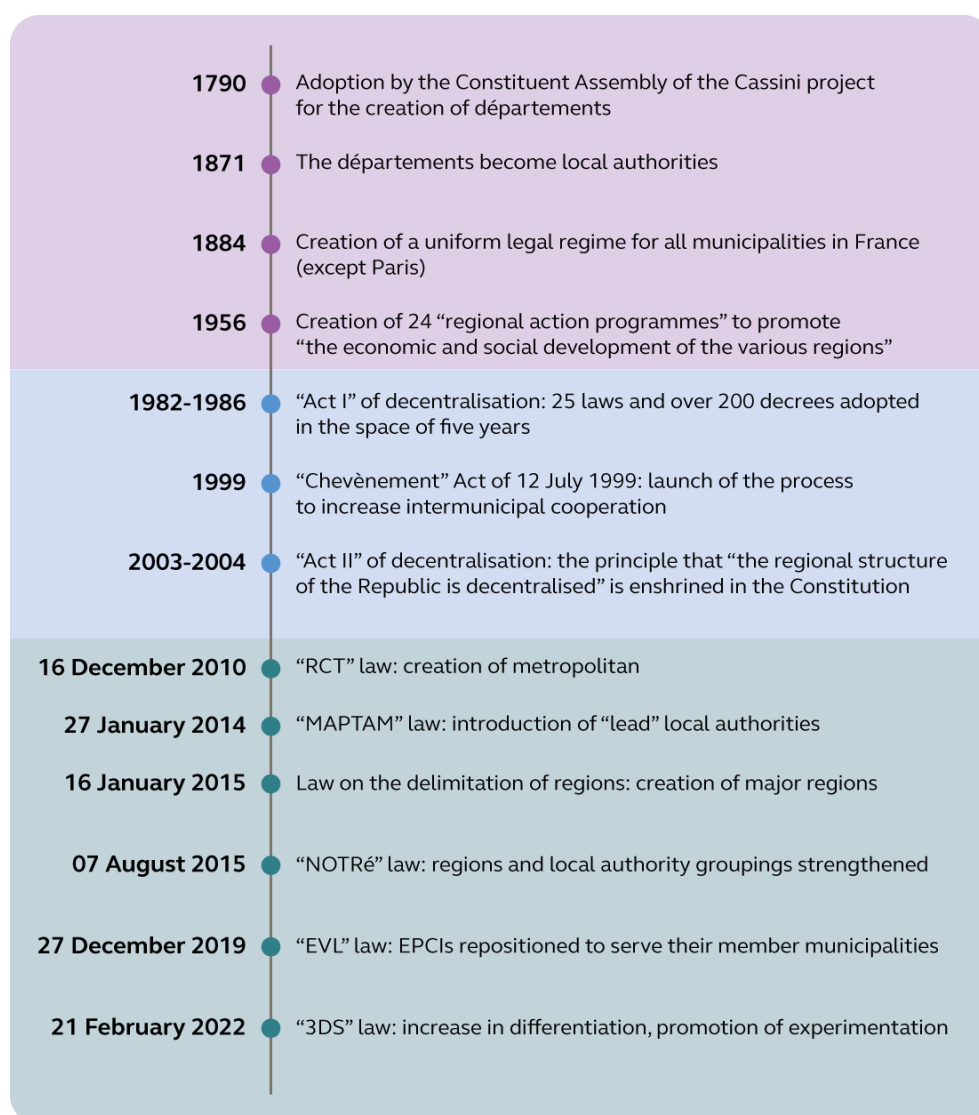 1790
Adoption by the Constituent Assembly of the Cassini project
for the creation of départements
1871
The départements become local authorities
1884
Creation of a uniform legal regime for all municipalities in France
(except Paris)
1956
Creation of 24 “regional action programmes” to promote
“the economic and social development of the various regions”
1982-1986
“Act I” of decentralisation: 25 laws and over 200 decrees adopted
in the space of five years
1999
“Chevènement” Act of 12 July 1999: launch of the process
to increase intermunicipal cooperation
2003-2004
“Act II” of decentralisation: the principle that “the regional structure
of the Republic is decentralised” is enshrined in the Constitution
16 December 2010
“RCT” law: creation of metropolitan
27 January 2014
“MAPTAM” law: introduction of “lead” local authorities
16 January 2015
Law on the delimitation of regions: creation of major regions
07 August 2015
“NOTRé” law: regions and local authority groupings strengthened
27 December 2019
“EVL” law: EPCIs repositioned to serve their member municipalities
21 February 2022
“3DS” law: increase in differentiation, promotion of experimentation